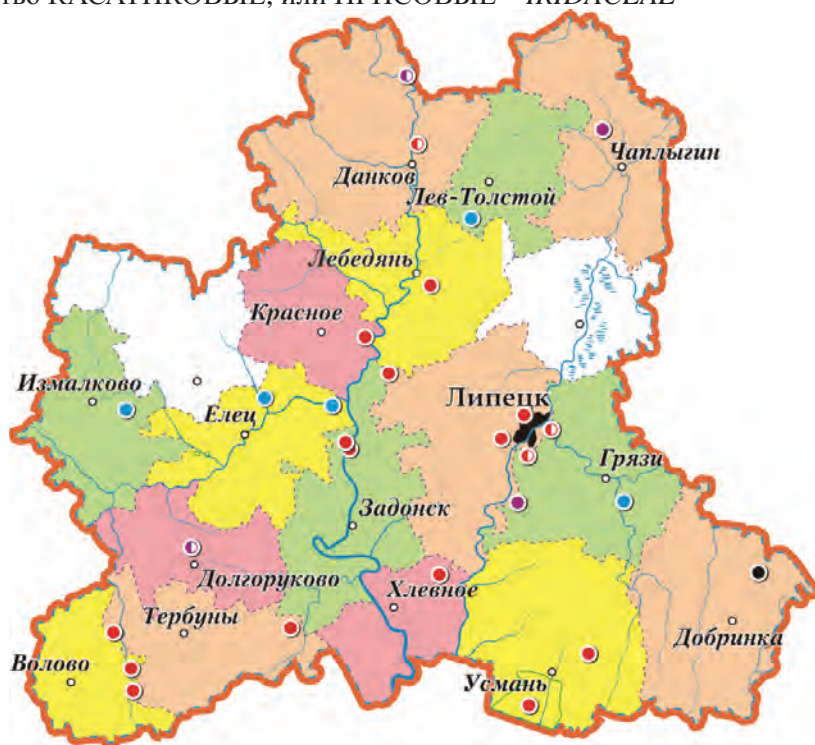 КАСАТИКОВЫЕ, или ИРИСОВЫЕ – IRIDACEAE
Данков
Чаплыгин
Лев-Толстой
Лебедянь
Красное
Измалково
Елец
Липецк
Грязи
Задонск
Долгоруково
Хлевное
Тербуны
Добринка
Волово
Усмань